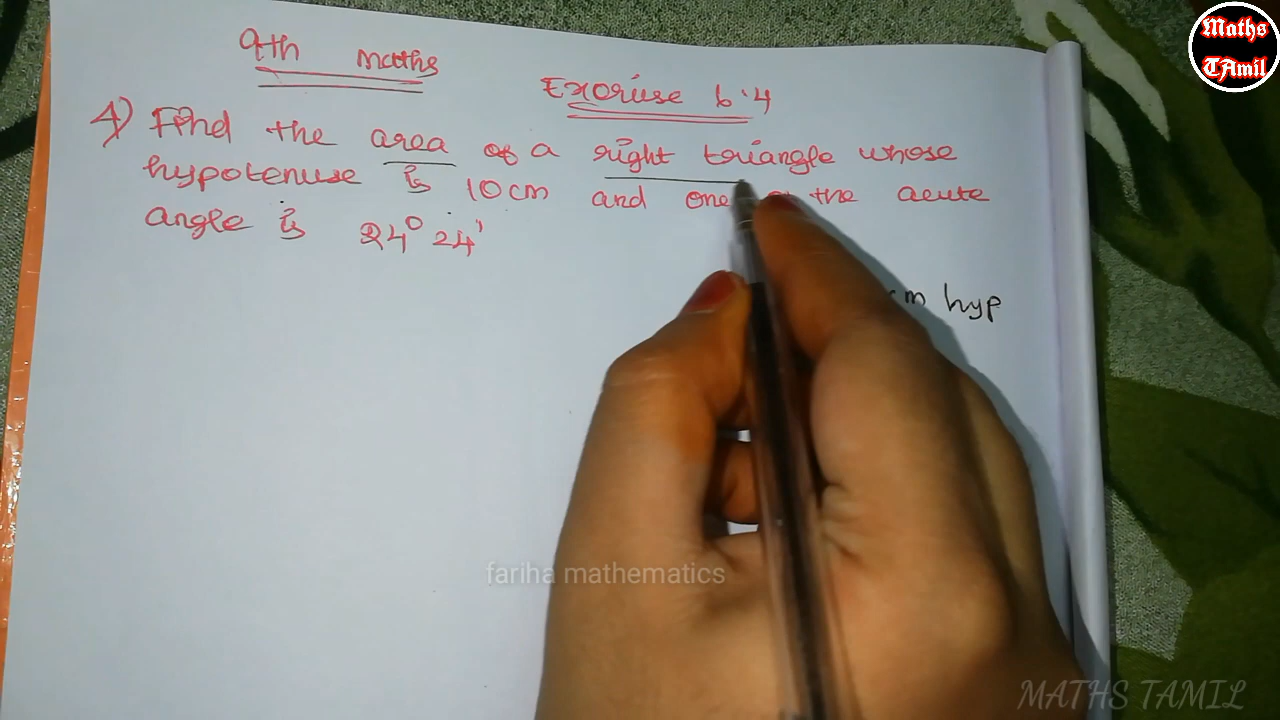 Maths
TAmil
9th maths
Exercise 6.4
4) Find the area of a right triangle whose
hypotenuse is 10 cm and one the acute
angle is 24° 24'
cm hyp
fariha mathematics
MATHS TAMIL